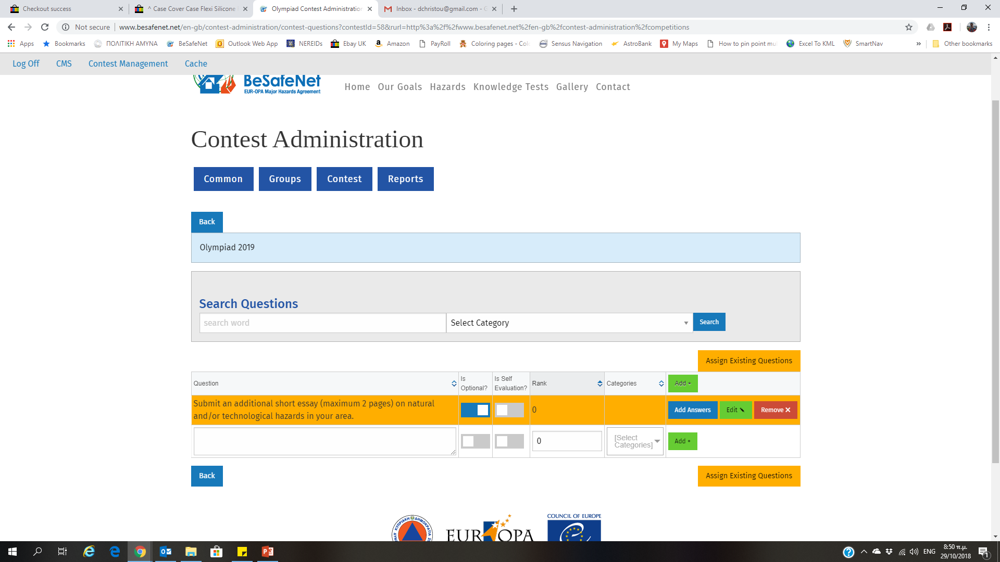 Checkout success
^ Case Cover Case Flexi Silicone
Olympiad Contest Administration
Inbox - dchristou@gmail.com - G
Not secure
www.besafenet.net/en-gb/contest-administration/contest-questions?contestId=58&rurl=http%3a%2f%2fwww.besafenet.net%2fen-gb%2fcontest-administration%2fcompetitions
Apps Bookmarks ΠΟΛΙΤΙΚΗ ΑΜΥΝΑ BeSafeNet Outlook Web App NEREIDs Ebay UK Amazon PayRoll Coloring pages - Col Sensus Navigation AstroBank My Maps How to pin point mu Excel To KML SmartNav » Other bookmarks
Log Off CMS Contest Management Cache
BeSafeNet
EUR-OPA Major Hazards Agreement
Home Our Goals Hazards Knowledge Tests Gallery Contact
Contest Administration
Common Groups Contest Reports
Back
Olympiad 2019
Search Questions
search word Select Category Search
Assign Existing Questions
Question
Is Optional?
Is Self Evaluation?
Rank
Categories
Add +
Submit an additional short essay (maximum 2 pages) on natural
and/or technological hazards in your area.
0
Add Answers Edit Remove
0
[Select Categories]
Add +
Back
Assign Existing Questions
ΚΥΠΡΙΑΚΗ ΔΗΜΟΚΡΑΤΙΑ
EUR OPA
COUNCIL OF EUROPE
ENG
8:50 π.μ.
29/10/2018
1